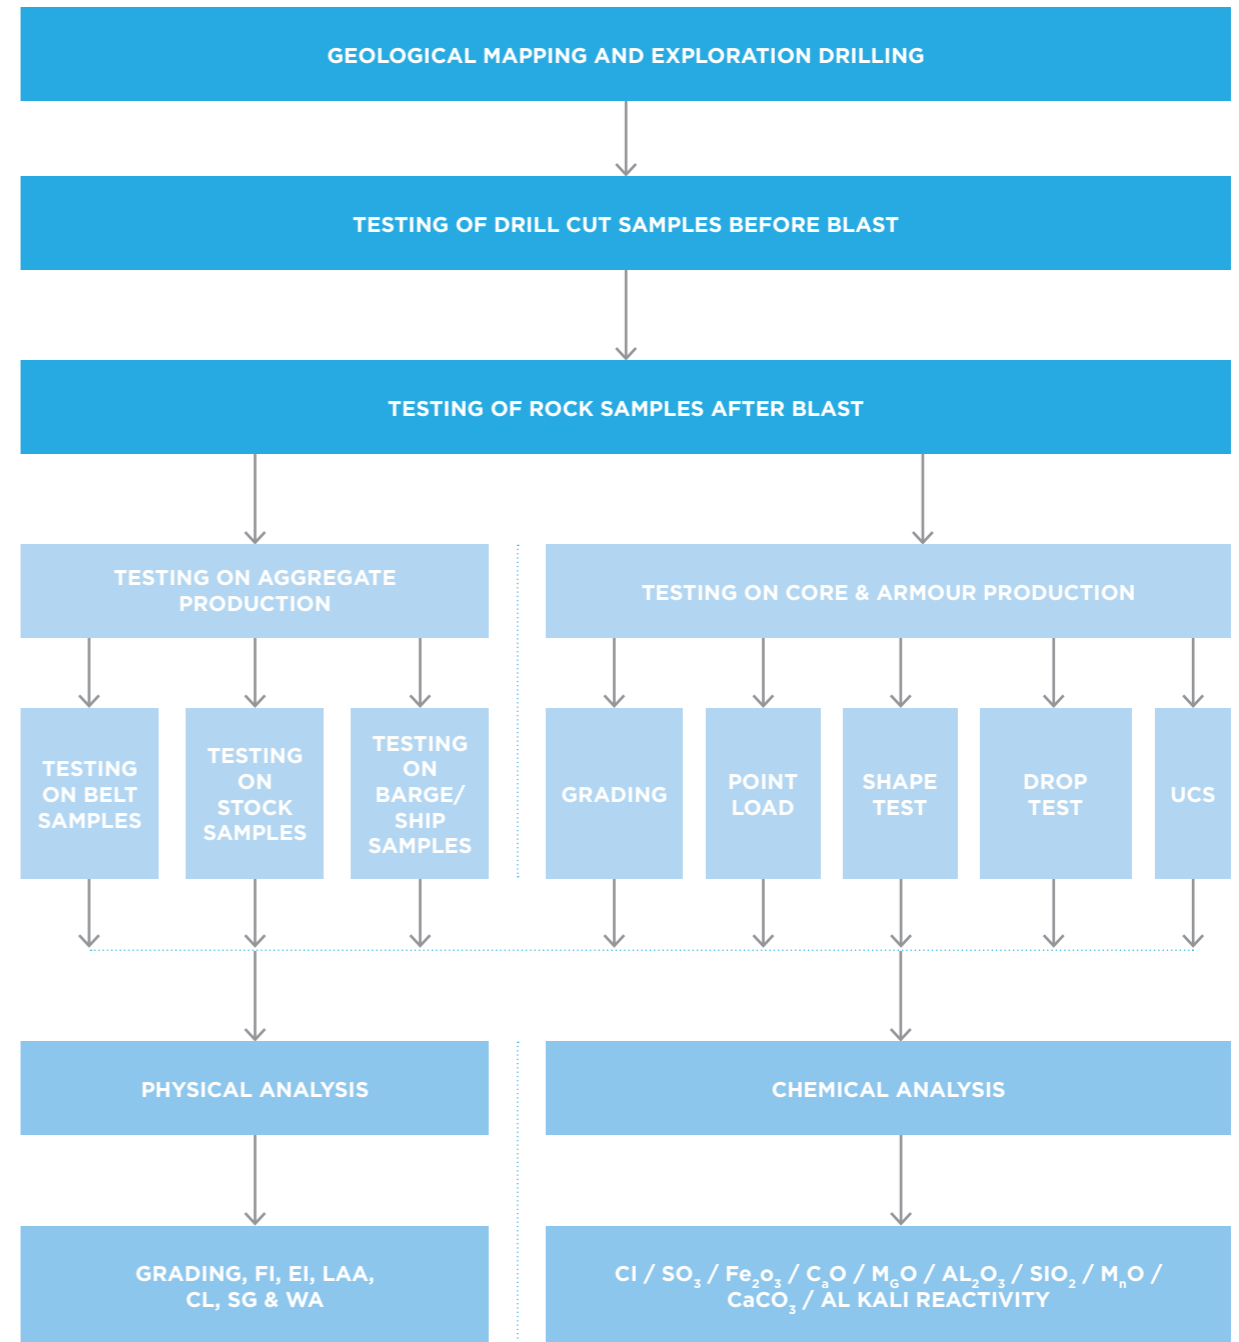 GEOLOGICAL MAPPING AND EXPLORATION DRILLING
TESTING OF DRILL CUT SAMPLES BEFORE BLAST
TESTING OF ROCK SAMPLES AFTER BLAST
TESTING ON AGGREGATE
PRODUCTION
TESTING ON CORE & ARMOUR PRODUCTION
TESTING
ON BELT
SAMPLES
TESTING
ON
STOCK
SAMPLES
TESTING
ON
BARGE/
SHIP
SAMPLES
GRADING
POINT
LOAD
SHAPE
TEST
DROP
TEST
UCS
PHYSICAL ANALYSIS
CHEMICAL ANALYSIS
GRADING, FI, EI, LAA,
CL, SG & WA
CI / SO₃ / Fe₂o₃ / CₐO / M_GO / AL₂O₃ / SIO₂ / MₙO /
CaCO₃ / AL KALI REACTIVITY